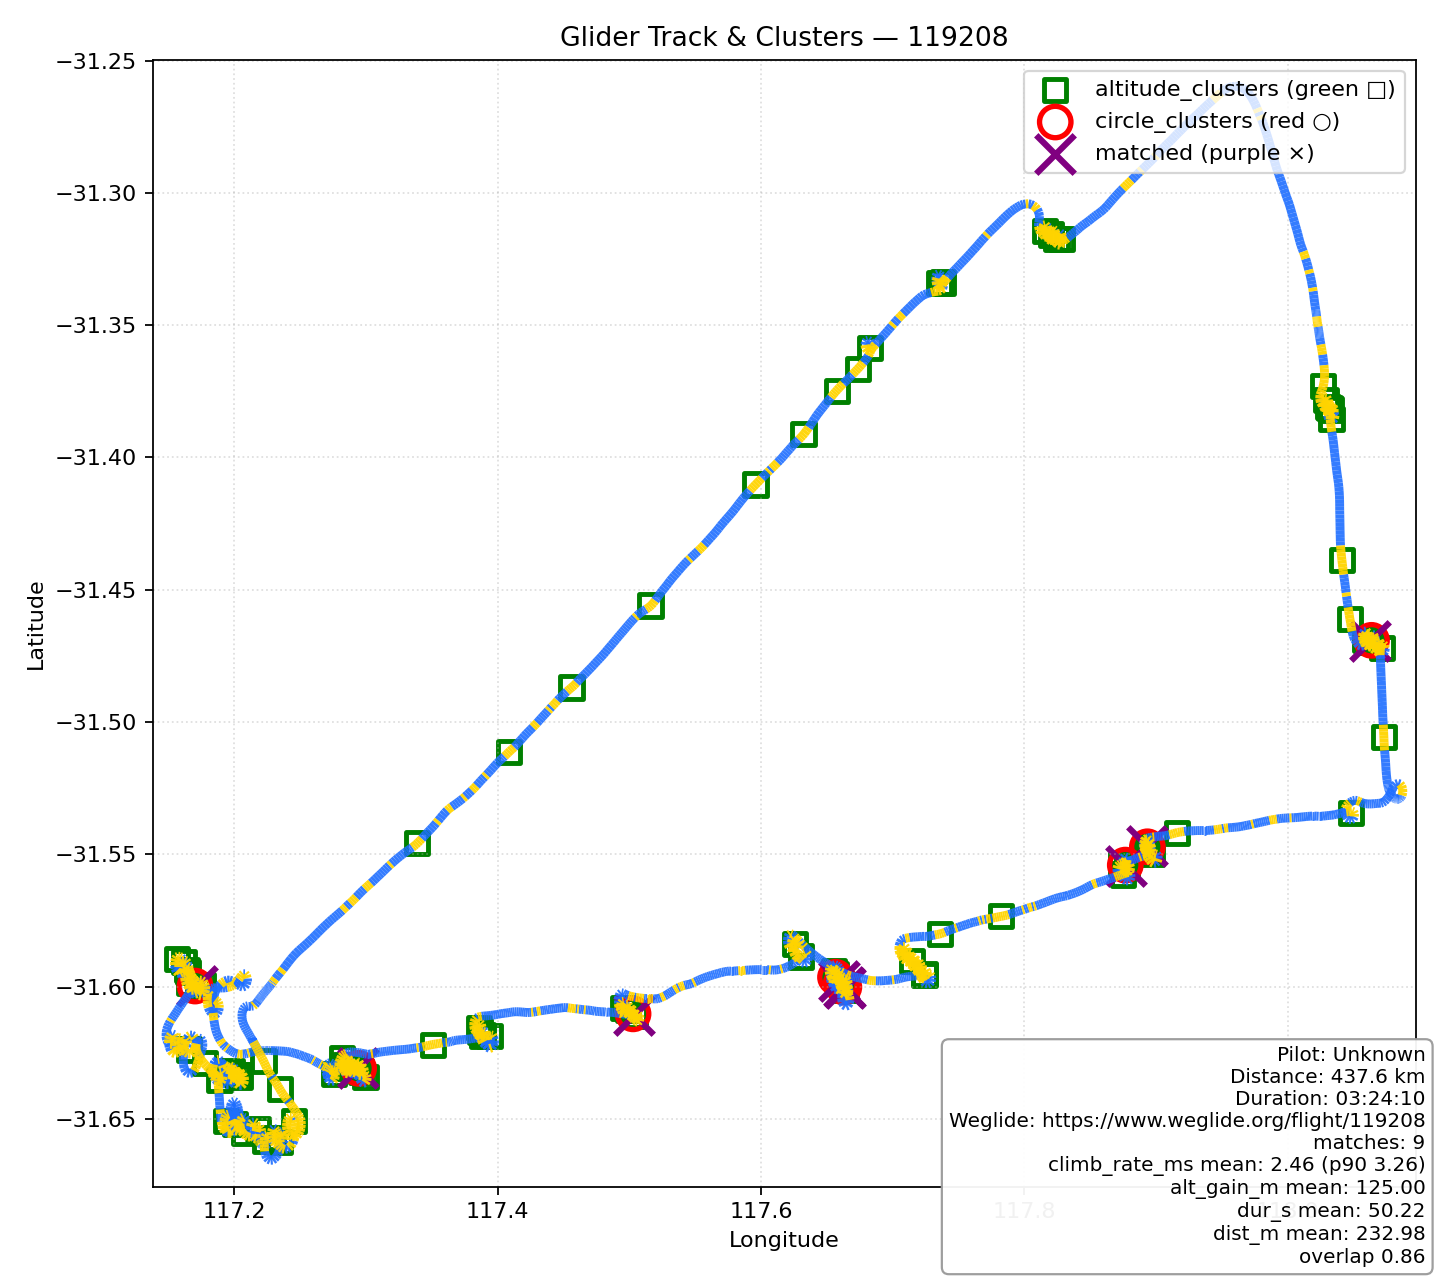 Glider Track & Clusters — 119208
altitude_clusters (green □)
circle_clusters (red ○)
matched (purple ×)
−31.25
−31.30
−31.35
−31.40
−31.45
−31.50
−31.55
−31.60
−31.65
Latitude
117.2
117.4
117.6
117.8
Longitude
Pilot: Unknown
Distance: 437.6 km
Duration: 03:24:10
Weglide: https://www.weglide.org/flight/119208
matches: 9
climb_rate_ms mean: 2.46 (p90 3.26)
alt_gain_m mean: 125.00
dur_s mean: 50.22
dist_m mean: 232.98
overlap 0.86